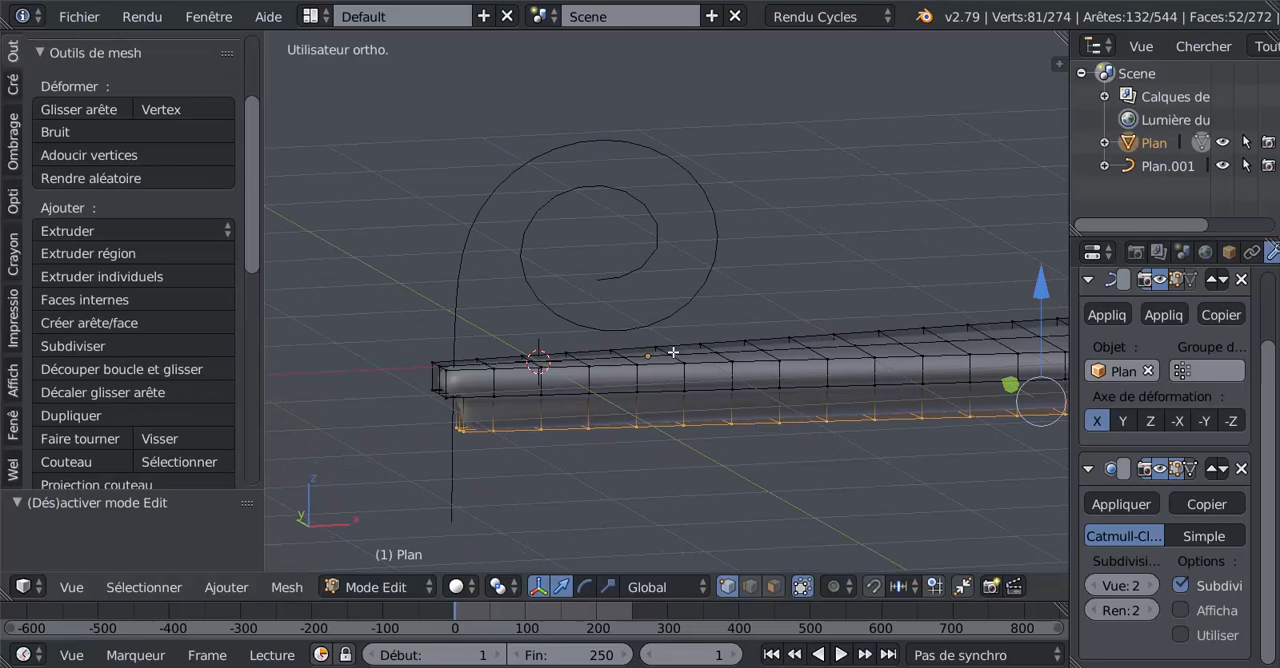 Fichier Rendu Fenêtre Aide Default Scene Rendu Cycles v2.79 | Verts:81/274 | Arêtes:132/544 | Faces:52/272
Out
Cré
Ombrage
Opti
Crayon
Impressio
Affich
Fenê
Wel
Outils de mesh
Déformer :
Glisser arête Vertex
Bruit
Adoucir vertices
Rendre aléatoire
Ajouter :
Extruder
Extruder région
Extruder individuels
Faces internes
Créer arête/face
Subdiviser
Découper boucle et glisser
Décaler glisser arête
Dupliquer
Faire tourner Visser
Couteau Sélectionner
Projection couteau
(Dés)activer mode Edit
Utilisateur ortho.
z
y
x
(1) Plan
Vue Chercher Tout
Scene
Calques de
Lumière du
Plan
Plan.001
Appliq Appliq Copier
Objet: Groupe d...
Plan
Axe de déformation :
X Y Z -X -Y -Z
Appliquer Copier
Catmull-Cl... Simple
Subdivisi Options :
Vue: 2 Subdivi
Ren: 2 Afficha
Utiliser
Vue Sélectionner Ajouter Mesh Mode Edit Global
-600 -500 -400 -300 -200 -100 0 100 200 300 400 500 600 700 800
Vue Marqueur Frame Lecture Début: 1 Fin: 250 1 Pas de synchro